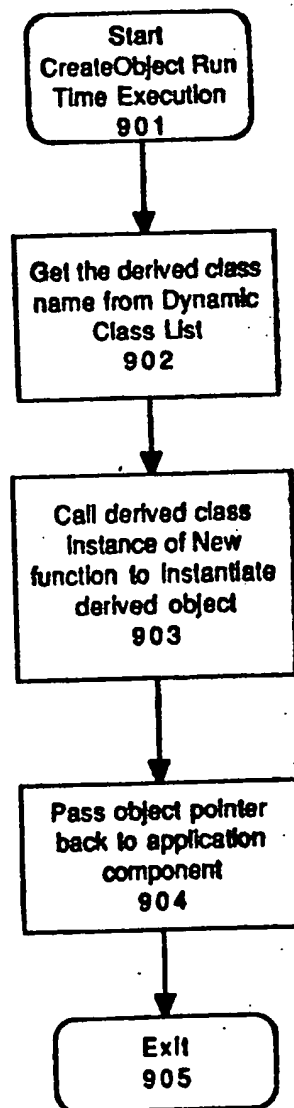 Start
CreateObject Run
Time Execution
901
Get the derived class
name from Dynamic
Class List
902
Call derived class
instance of New
function to instantiate
derived object
903
Pass object pointer
back to application
component
904
Exit
905